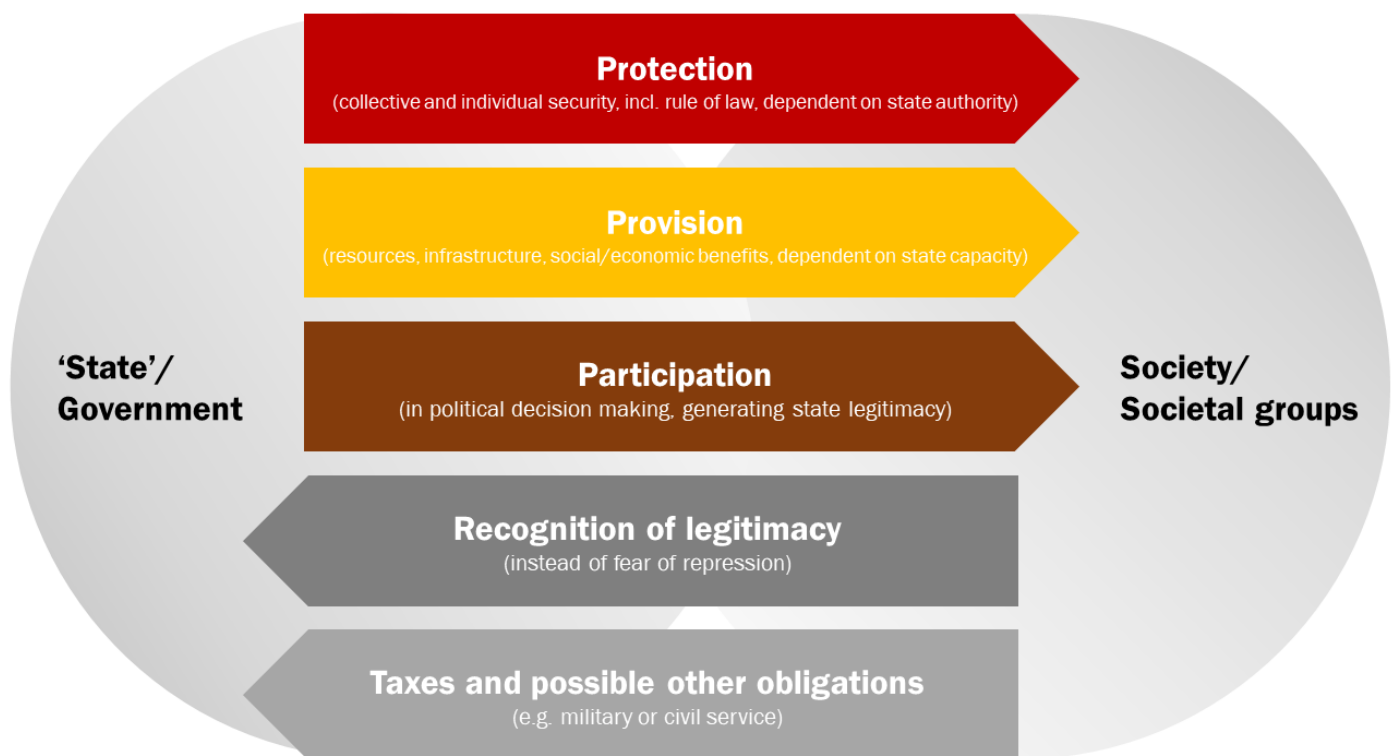 Protection
(collective and individual security, incl. rule of law, dependent on state authority)
Provision
(resources, infrastructure, social/economic benefits, dependent on state capacity)
‘State’/
Government
Participation
(in political decision making, generating state legitimacy)
Society/
Societal groups
Recognition of legitimacy
(instead of fear of repression)
Taxes and possible other obligations
(e.g. military or civil service)